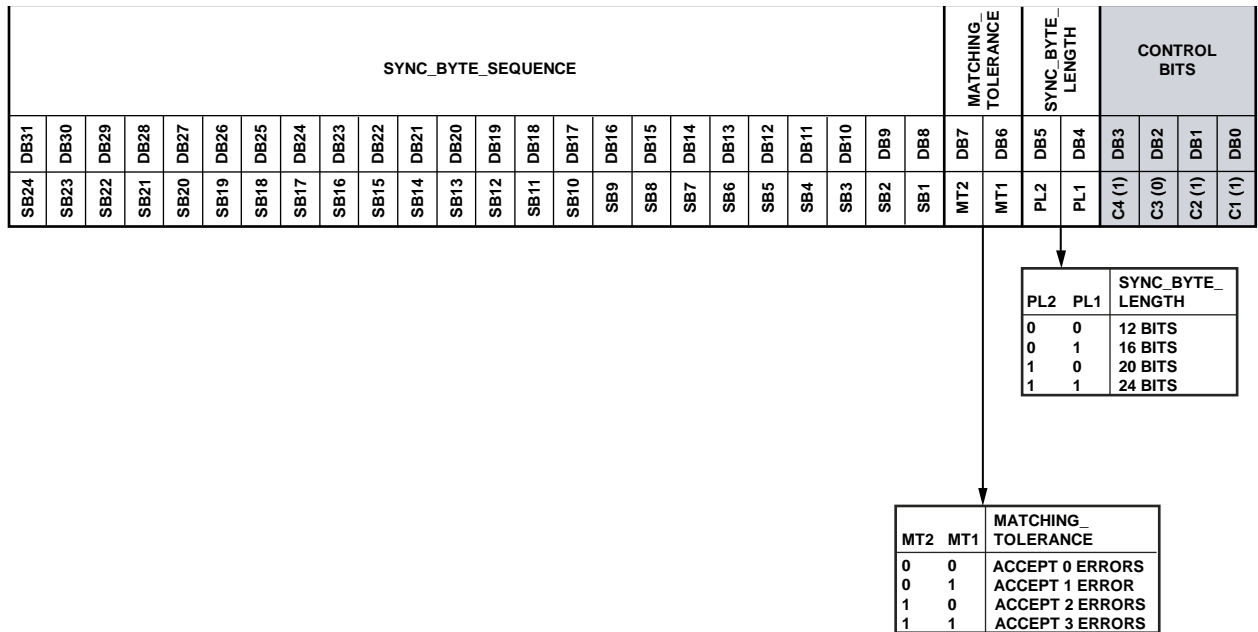 SYNC_BYTE_SEQUENCE
MATCHING_
TOLERANCE
SYNC_BYTE_
LENGTH
CONTROL
BITS
DB31 DB30 DB29 DB28 DB27 DB26 DB25 DB24 DB23 DB22 DB21 DB20 DB19 DB18 DB17 DB16 DB15 DB14 DB13 DB12 DB11 DB10 DB9 DB8 DB7 DB6 DB5 DB4 DB3 DB2 DB1 DB0
SB24 SB23 SB22 SB21 SB20 SB19 SB18 SB17 SB16 SB15 SB14 SB13 SB12 SB11 SB10 SB9 SB8 SB7 SB6 SB5 SB4 SB3 SB2 SB1 MT2 MT1 PL2 PL1 C4 (1) C3 (0) C2 (1) C1 (1)
SYNC_BYTE_
PL2 PL1 LENGTH
0 0 12 BITS
0 1 16 BITS
1 0 20 BITS
1 1 24 BITS
MATCHING_
MT2 MT1 TOLERANCE
0 0 ACCEPT 0 ERRORS
0 1 ACCEPT 1 ERROR
1 0 ACCEPT 2 ERRORS
1 1 ACCEPT 3 ERRORS